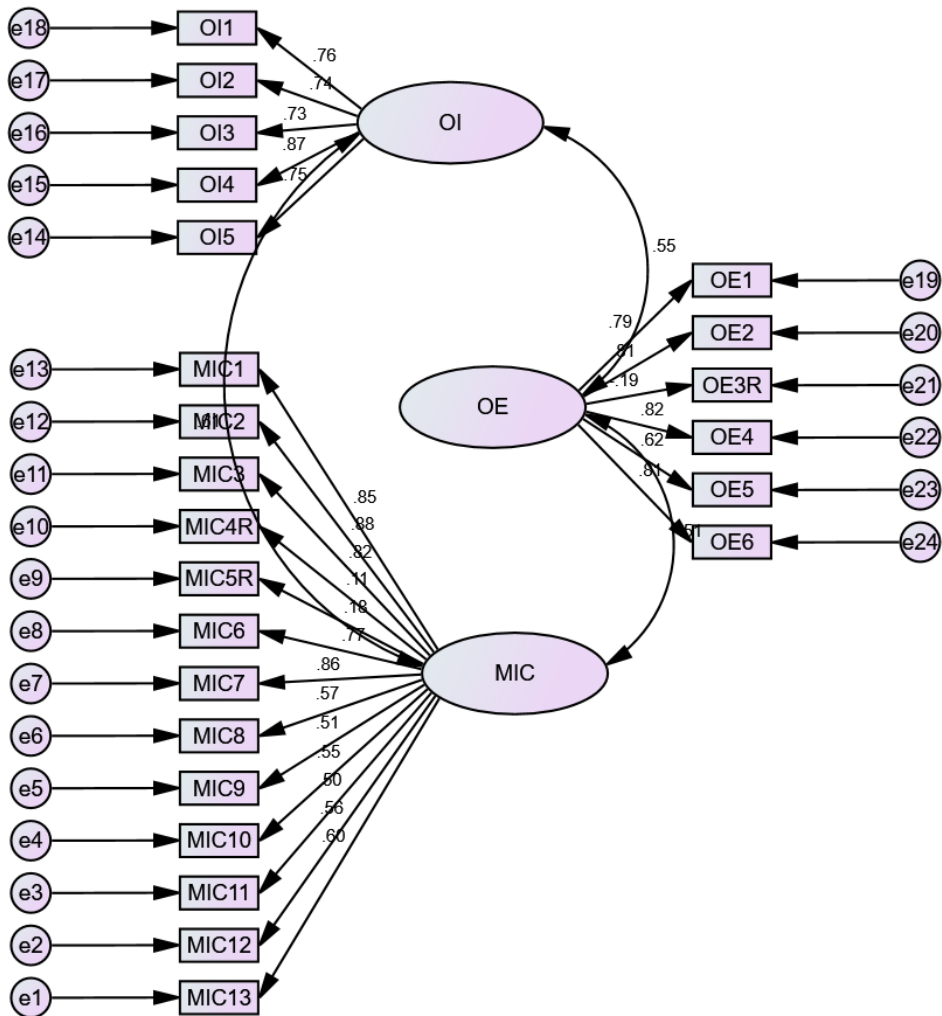 e18 OI1
e17 OI2
e16 OI3
e15 OI4
e14 OI5
.76
.74
.73
.87
.75
OI
.55
OE1 e19
OE2 e20
OE3R e21
OE4 e22
OE5 e23
OE6 e24
.79
.81
-.19
.82
.62
.81
.51
OE
e13 MIC1
e12 MIC2
e11 MIC3
e10 MIC4R
e9 MIC5R
e8 MIC6
e7 MIC7
e6 MIC8
e5 MIC9
e4 MIC10
e3 MIC11
e2 MIC12
e1 MIC13
.85
.88
.82
.11
.18
.77
.86
.57
.51
.55
.50
.56
.60
MIC